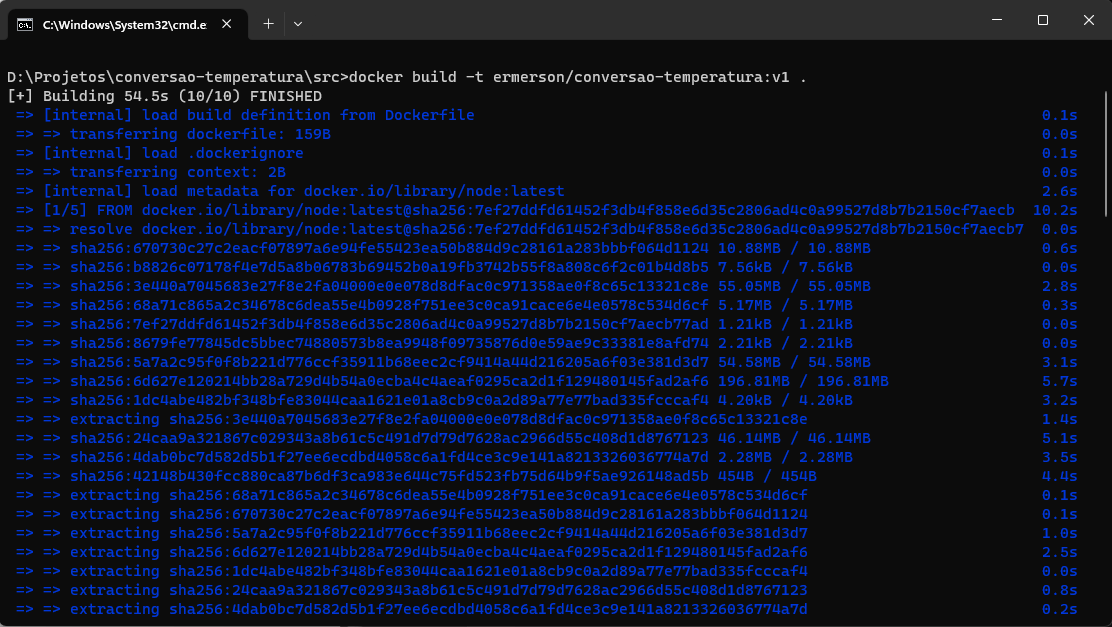 C:\Windows\System32\cmd.e
D:\Projetos\conversao-temperatura\src>docker build -t ermerson/conversao-temperatura:v1 .
[+] Building 54.5s (10/10) FINISHED
=> [internal] load build definition from Dockerfile 0.1s
=> => transferring dockerfile: 159B 0.0s
=> [internal] load .dockerignore 0.1s
=> => transferring context: 2B 0.0s
=> [internal] load metadata for docker.io/library/node:latest 2.6s
=> [1/5] FROM docker.io/library/node:latest@sha256:7ef27ddfd61452f3db4f858e6d35c2806ad4c0a99527d8b7b2150cf7aecb 10.2s
=> => resolve docker.io/library/node:latest@sha256:7ef27ddfd61452f3db4f858e6d35c2806ad4c0a99527d8b7b2150cf7aecb7 0.0s
=> => sha256:670730c27c2eacf07897a6e94fe55423ea50b884d9c28161a283bbbf064d1124 10.88MB / 10.88MB 0.6s
=> => sha256:b8826c07178f4e7d5a8b06783b69452b0a19fb3742b55f8a808c6f2c01b4d8b5 7.56kB / 7.56kB 0.0s
=> => sha256:3e440a7045683e27f8e2fa04000e0e078d8dfac0c971358ae0f8c65c13321c8e 55.05MB / 55.05MB 2.8s
=> => sha256:68a71c865a2c34678c6dea55e4b0928f751ee3c0ca91cace6e4e0578c534d6cf 5.17MB / 5.17MB 0.3s
=> => sha256:7ef27ddfd61452f3db4f858e6d35c2806ad4c0a99527d8b7b2150cf7aecb77ad 1.21kB / 1.21kB 0.0s
=> => sha256:8679fe77845dc5bbec74880573b8ea9948f09735876d0e59ae9c33381e8afd74 2.21kB / 2.21kB 0.0s
=> => sha256:5a7a2c95f0f8b221d776ccf35911b68eec2cf9414a44d216205a6f03e381d3d7 54.58MB / 54.58MB 3.1s
=> => sha256:6d627e120214bb28a729d4b54a0ecba4c4aeaf0295ca2d1f129480145fad2af6 196.81MB / 196.81MB 5.7s
=> => sha256:1dc4abe482bf348bfe83044caa1621e01a8cb9c0a2d89a77e77bad335fcccaf4 4.20kB / 4.20kB 3.2s
=> => extracting sha256:3e440a7045683e27f8e2fa04000e0e078d8dfac0c971358ae0f8c65c13321c8e 1.4s
=> => sha256:24caa9a321867c029343a8b61c5c491d7d79d7628ac2966d55c408d1d8767123 46.14MB / 46.14MB 5.1s
=> => sha256:4dab0bc7d582d5b1f27ee6ecdbd4058c6a1fd4ce3c9e141a8213326036774a7d 2.28MB / 2.28MB 3.5s
=> => sha256:42148b430fcc880ca87b6df3ca983e644c75fd523fb75d64b9f5ae926148ad5b 454B / 454B 4.4s
=> => extracting sha256:68a71c865a2c34678c6dea55e4b0928f751ee3c0ca91cace6e4e0578c534d6cf 0.1s
=> => extracting sha256:670730c27c2eacf07897a6e94fe55423ea50b884d9c28161a283bbbf064d1124 0.1s
=> => extracting sha256:5a7a2c95f0f8b221d776ccf35911b68eec2cf9414a44d216205a6f03e381d3d7 1.0s
=> => extracting sha256:6d627e120214bb28a729d4b54a0ecba4c4aeaf0295ca2d1f129480145fad2af6 2.5s
=> => extracting sha256:1dc4abe482bf348bfe83044caa1621e01a8cb9c0a2d89a77e77bad335fcccaf4 0.0s
=> => extracting sha256:24caa9a321867c029343a8b61c5c491d7d79d7628ac2966d55c408d1d8767123 0.8s
=> => extracting sha256:4dab0bc7d582d5b1f27ee6ecdbd4058c6a1fd4ce3c9e141a8213326036774a7d 0.2s